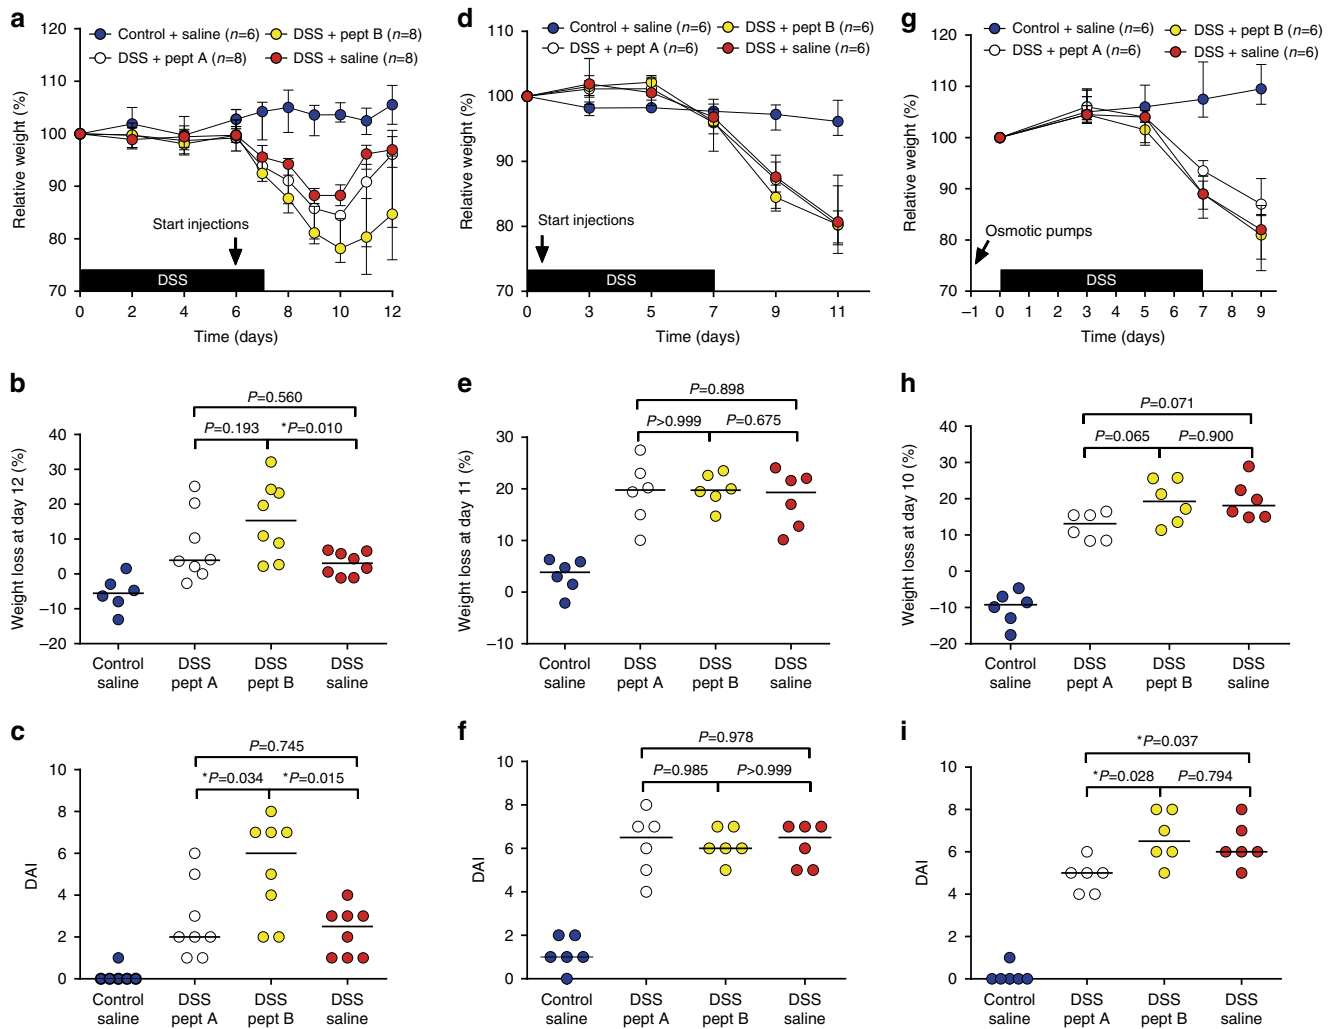 a
Control + saline (n=6)
DSS + pept B (n=8)
DSS + pept A (n=8)
DSS + saline (n=8)
120
110
100
90
80
70
Relative weight (%)
Start injections
DSS
0 2 4 6 8 10 12
Time (days)
d
Control + saline (n=6)
DSS + pept B (n=6)
DSS + pept A (n=6)
DSS + saline (n=6)
110
100
90
80
70
Relative weight (%)
Start injections
DSS
0 3 5 7 9 11
Time (days)
g
Control + saline (n=6)
DSS + pept B (n=6)
DSS + pept A (n=6)
DSS + saline (n=6)
120
110
100
90
80
70
Relative weight (%)
Osmotic pumps
DSS
−1 0 1 2 3 4 5 6 7 8 9
Time (days)
b
P=0.560
P=0.193
*P=0.010
40
30
20
10
0
−10
−20
Weight loss at day 12 (%)
Control saline
DSS pept A
DSS pept B
DSS saline
e
P=0.898
P>0.999
P=0.675
30
20
10
0
−10
Weight loss at day 11 (%)
Control saline
DSS pept A
DSS pept B
DSS saline
h
P=0.071
P=0.065
P=0.900
40
30
20
10
0
−10
−20
Weight loss at day 10 (%)
Control saline
DSS pept A
DSS pept B
DSS saline
c
P=0.745
*P=0.034
*P=0.015
10
8
6
4
2
0
DAI
Control saline
DSS pept A
DSS pept B
DSS saline
f
P=0.978
P=0.985
P>0.999
10
8
6
4
2
0
DAI
Control saline
DSS pept A
DSS pept B
DSS saline
i
*P=0.037
*P=0.028
P=0.794
10
8
6
4
2
0
DAI
Control saline
DSS pept A
DSS pept B
DSS saline